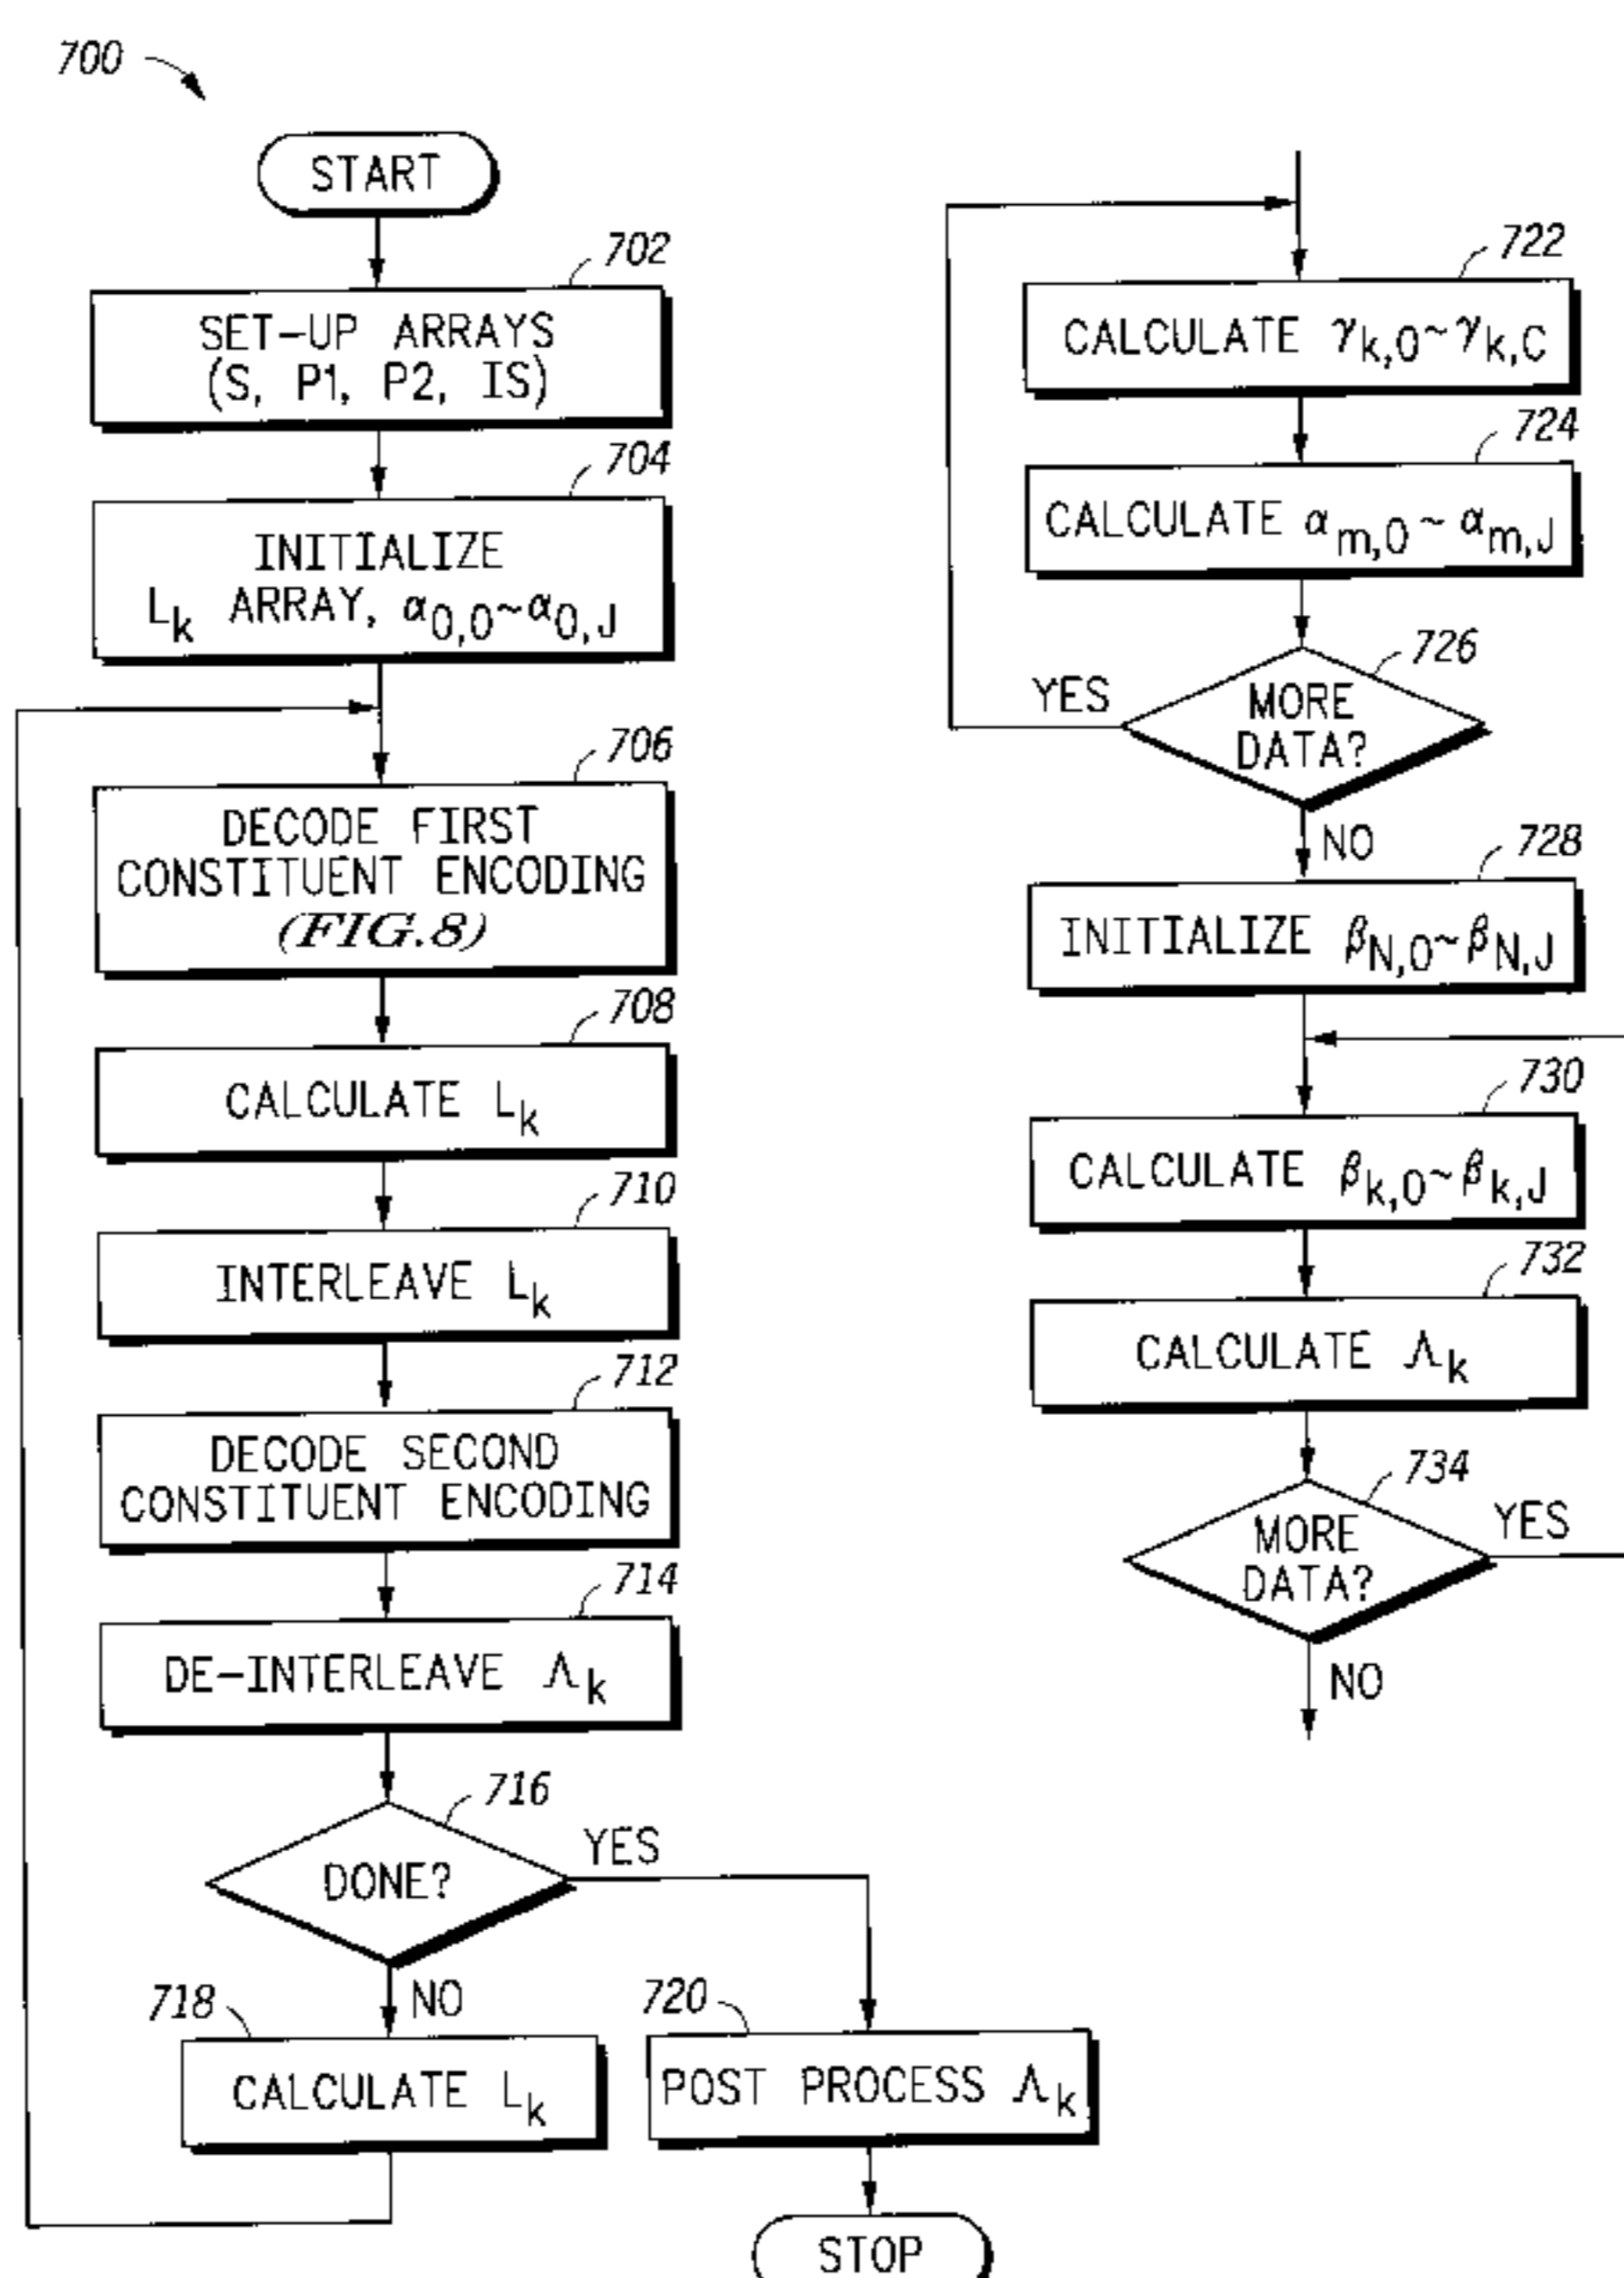 700
START
702
SET-UP ARRAYS
(S, P1, P2, IS)
704
INITIALIZE
Lk ARRAY, α0,0~α0,J
706
DECODE FIRST
CONSTITUENT ENCODING
(FIG.8)
708
CALCULATE Lk
710
INTERLEAVE Lk
712
DECODE SECOND
CONSTITUENT ENCODING
714
DE-INTERLEAVE Λk
716
DONE?
YES
NO
718
CALCULATE Lk
720
POST PROCESS Λk
STOP
722
CALCULATE γk,0~γk,C
724
CALCULATE αm,0~αm,J
726
YES
MORE
DATA?
NO
728
INITIALIZE βN,0~βN,J
730
CALCULATE βk,0~βk,J
732
CALCULATE Λk
734
MORE
DATA?
YES
NO